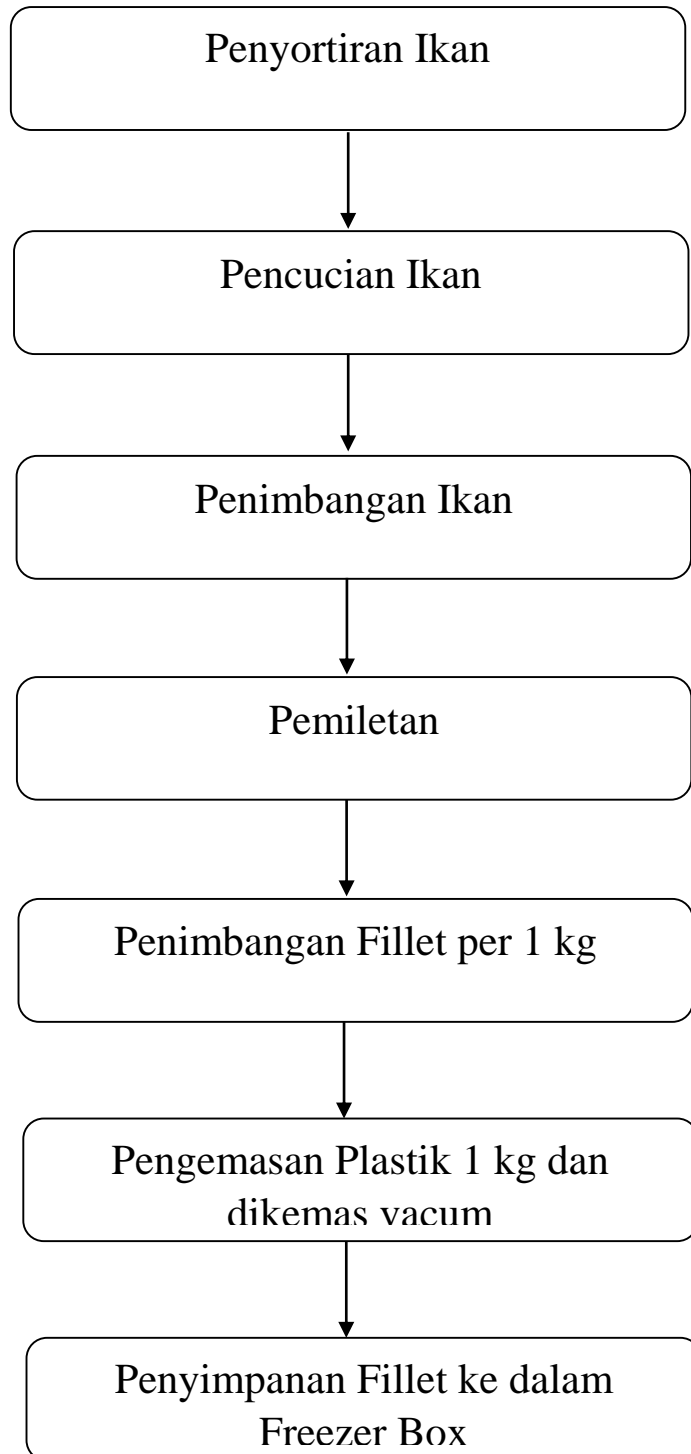 Penyortiran Ikan
Pencucian Ikan
Penimbangan Ikan
Pemiletan
Penimbangan Fillet per 1 kg
Pengemasan Plastik 1 kg dan
dikemas vacum
Penyimpanan Fillet ke dalam
Freezer Box